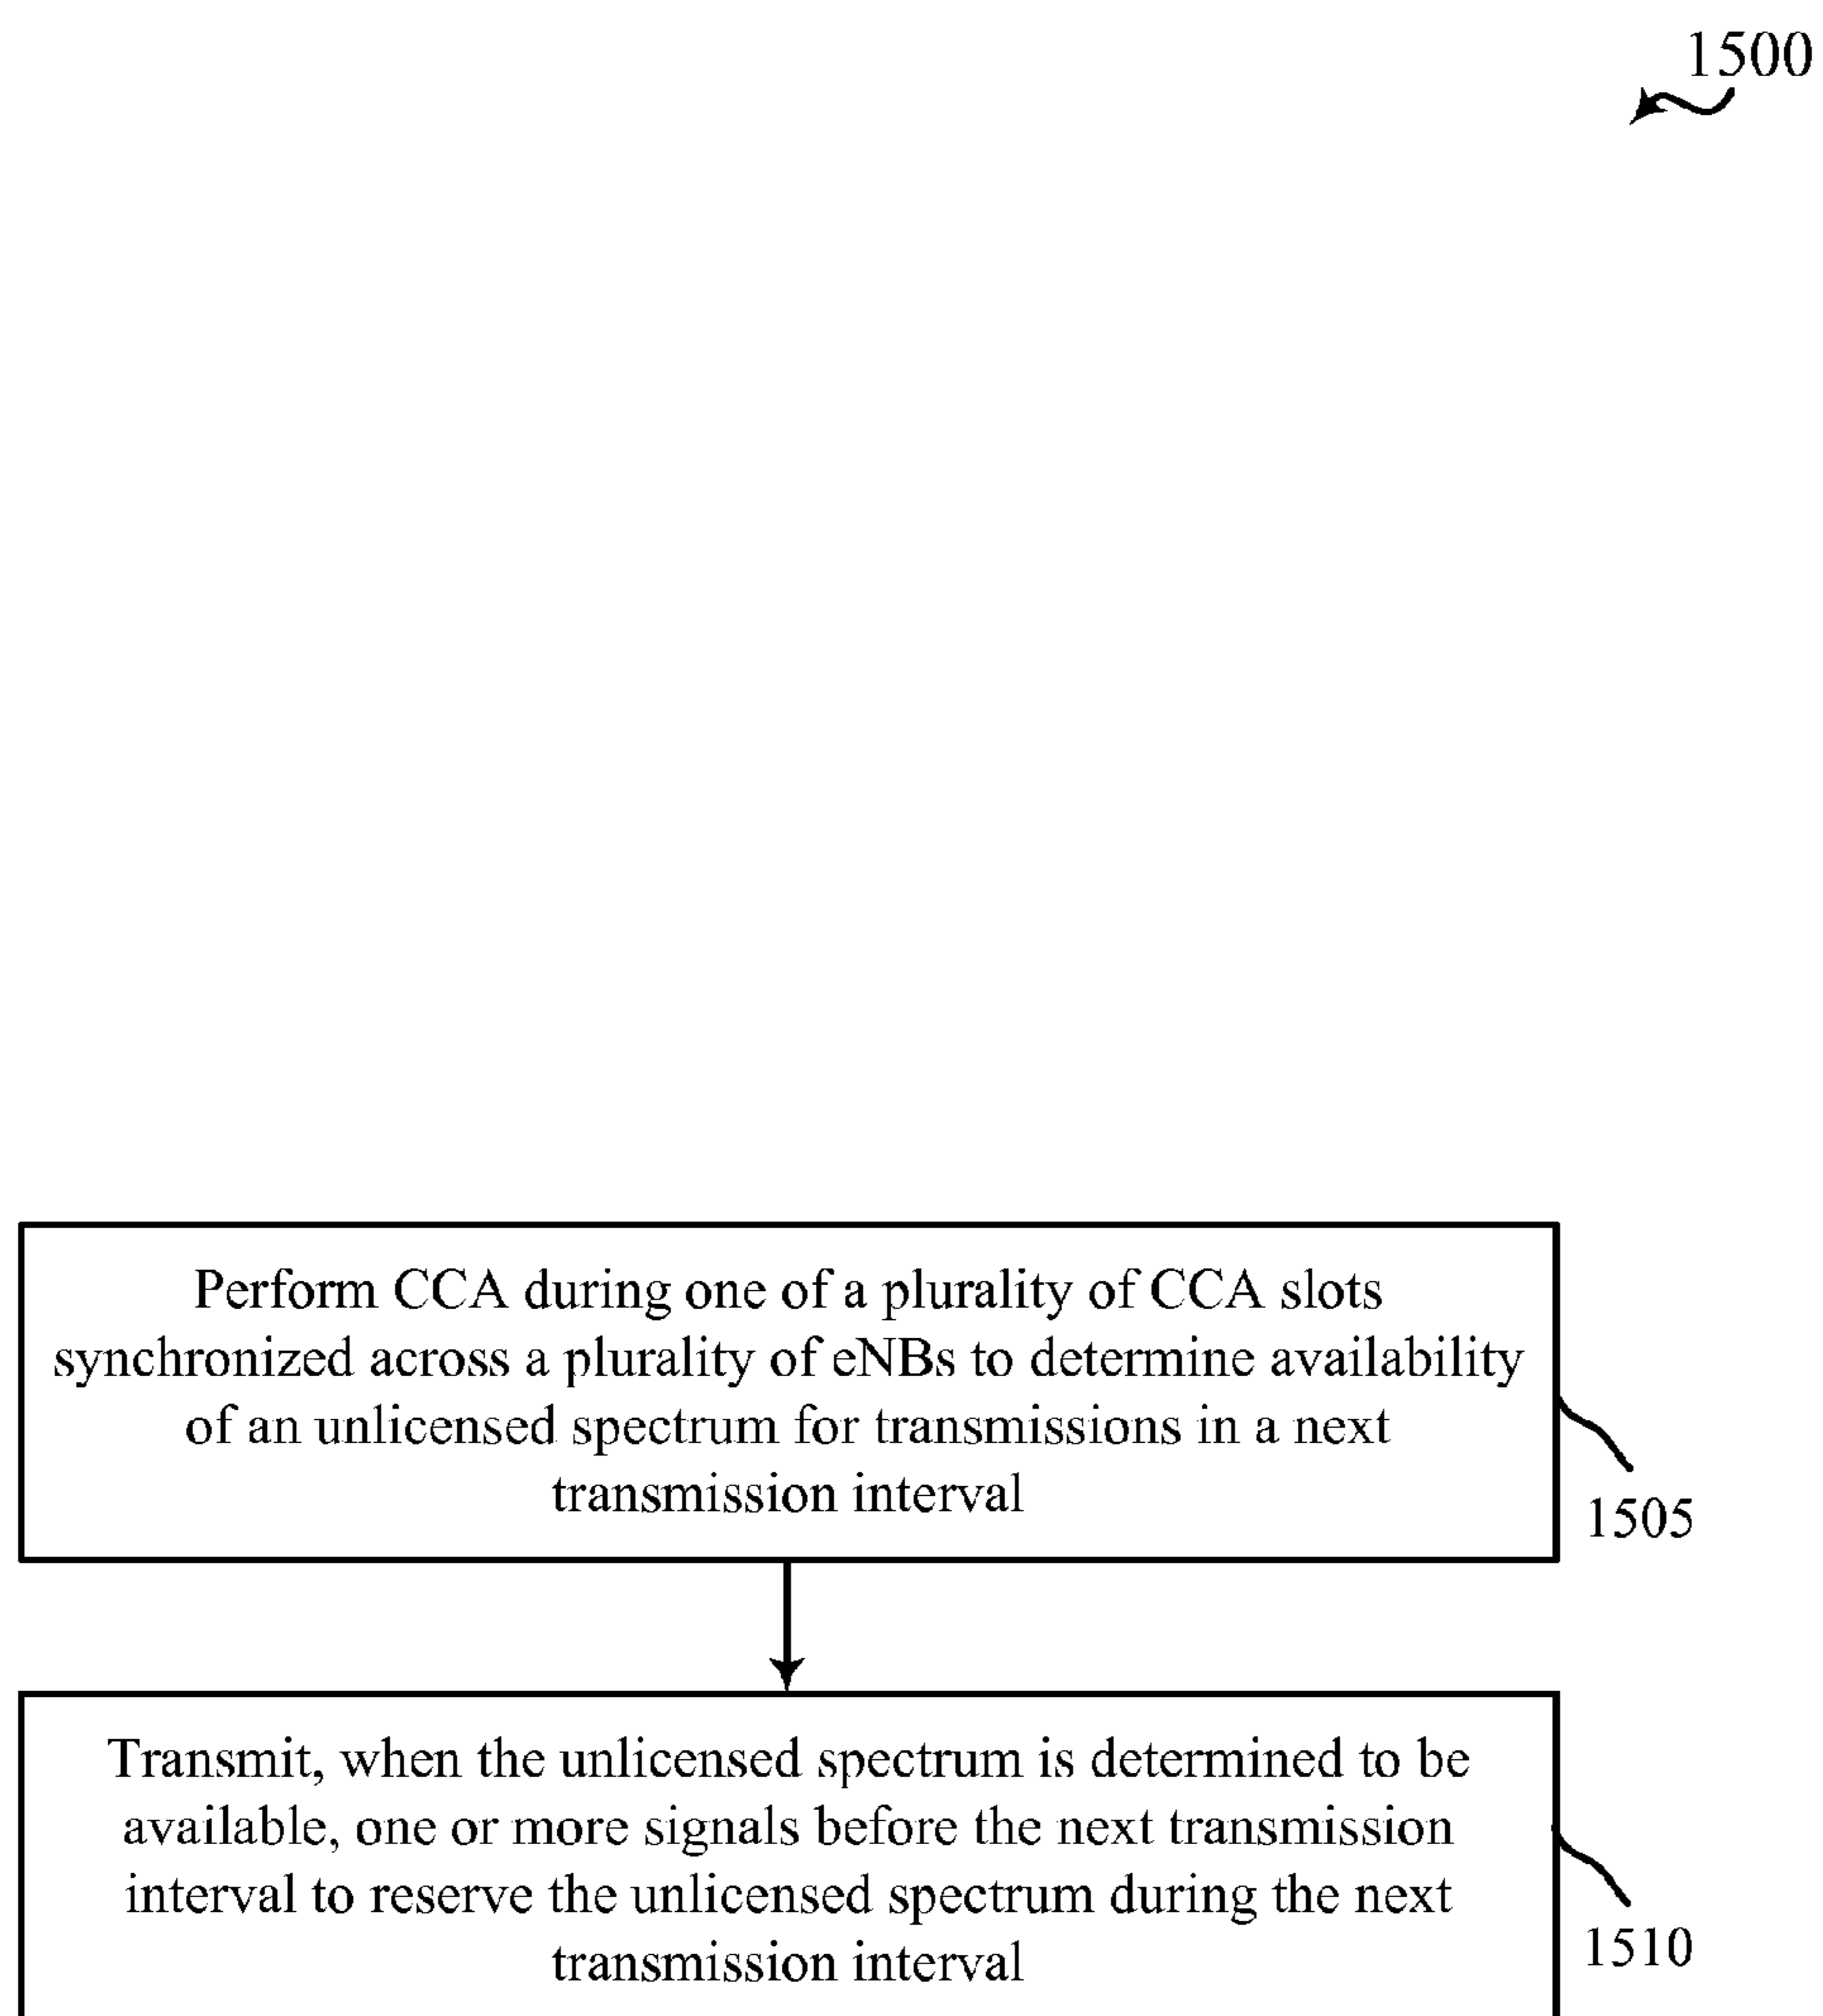 1500
Perform CCA during one of a plurality of CCA slots
synchronized across a plurality of eNBs to determine availability
of an unlicensed spectrum for transmissions in a next
transmission interval
1505
Transmit, when the unlicensed spectrum is determined to be
available, one or more signals before the next transmission
interval to reserve the unlicensed spectrum during the next
transmission interval
1510